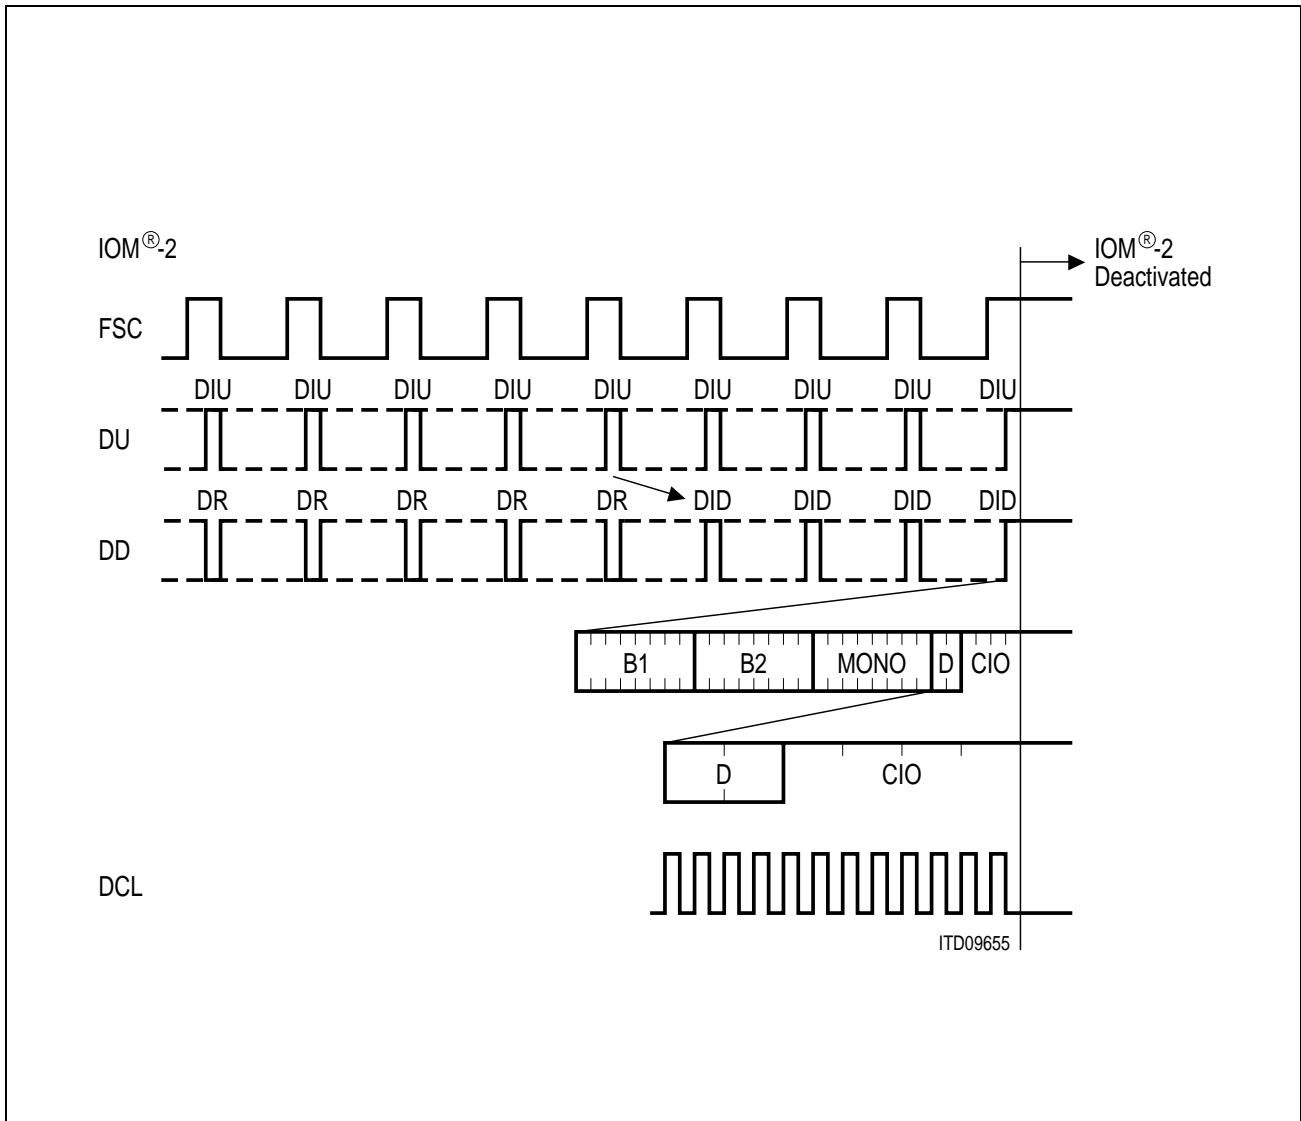 IOM®-2
IOM®-2
Deactivated
FSC
DIU DIU DIU DIU DIU DIU DIU DIU DIU
DU
DR DR DR DR DR DID DID DID DID
DD
B1 B2 MONO D CIO
D CIO
DCL
ITD09655